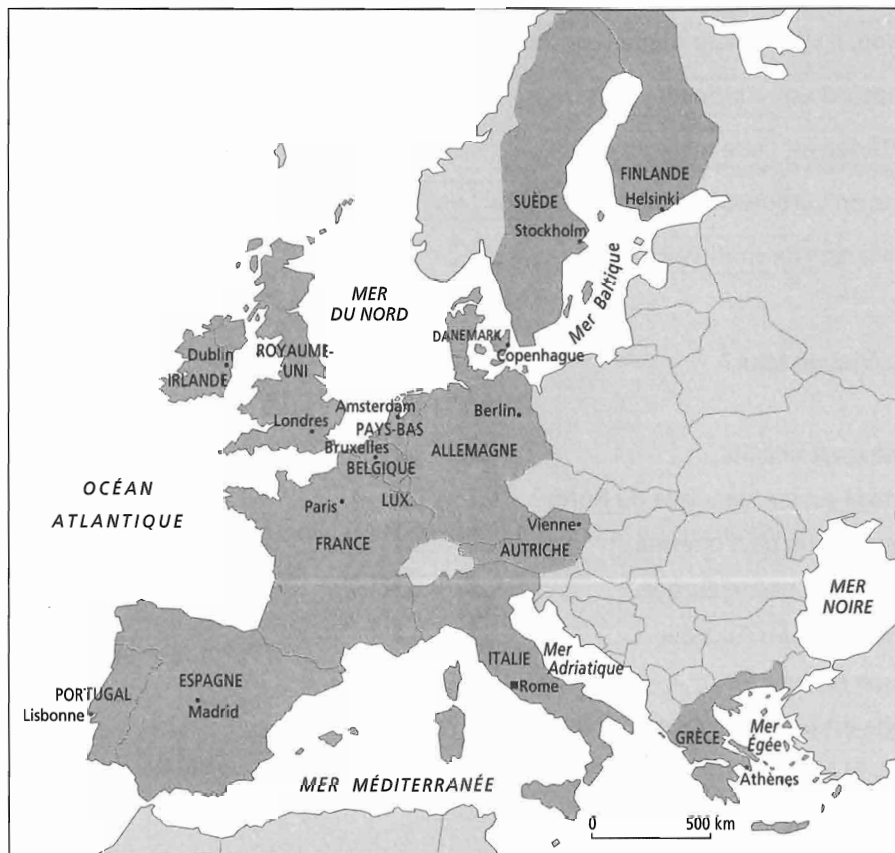 FINLANDE
Helsinki
SUÈDE
Stockholm
Mer Baltique
MER
DU NORD
DANEMARK
Copenhague
Dublin
IRLANDE
ROYAUME-
UNI
Londres
Amsterdam
PAYS-BAS
Bruxelles
BELGIQUE
Berlin
ALLEMAGNE
OCÉAN
ATLANTIQUE
Paris
LUX.
FRANCE
Vienne
AUTRICHE
MER
NOIRE
ITALIE
Rome
Mer
Adriatique
PORTUGAL
Lisbonne
ESPAGNE
Madrid
GRÈCE
Mer
Égée
Athènes
MER MÉDITERRANÉE
0 500 km